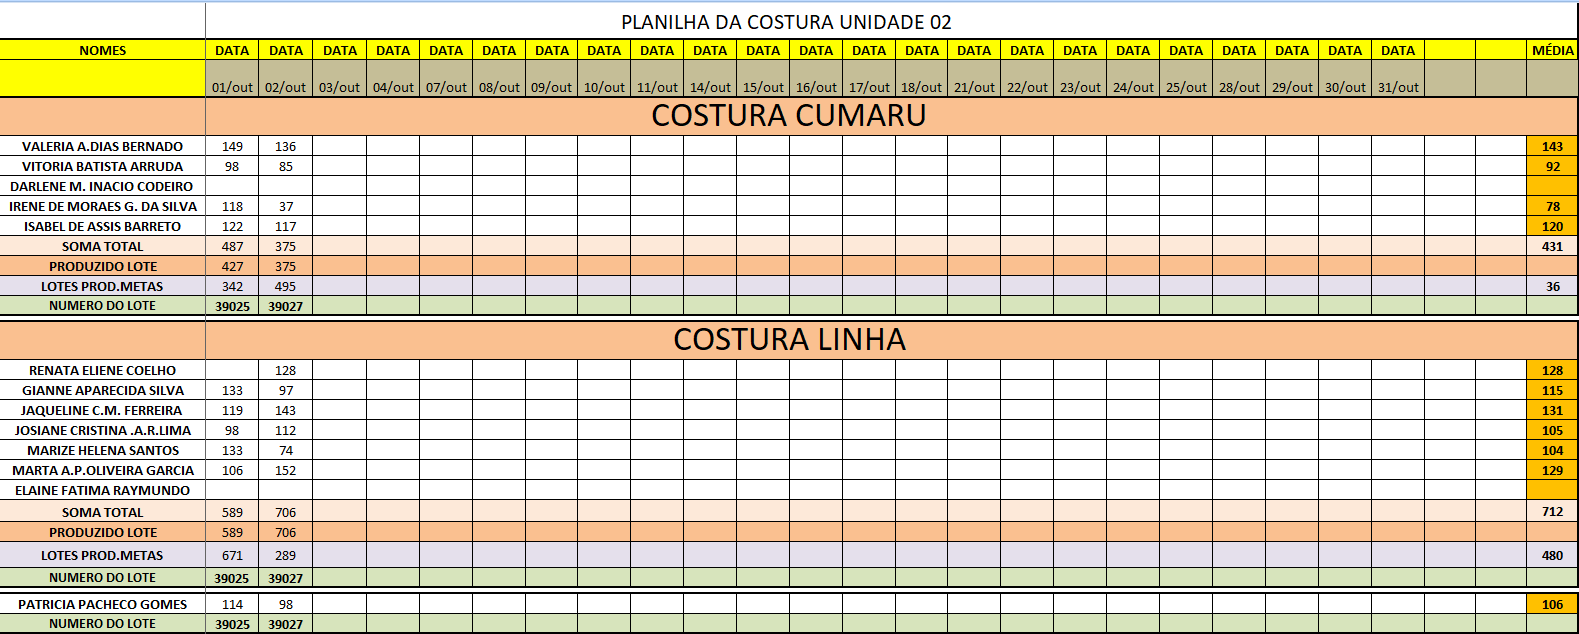 PLANILHA DA COSTURA UNIDADE 02
NOMES DATA DATA DATA DATA DATA DATA DATA DATA DATA DATA DATA DATA DATA DATA DATA DATA DATA DATA DATA DATA DATA DATA DATA MÉDIA
01/out 02/out 03/out 04/out 07/out 08/out 09/out 10/out 11/out 14/out 15/out 16/out 17/out 18/out 21/out 22/out 23/out 24/out 25/out 28/out 29/out 30/out 31/out
COSTURA CUMARU
VALERIA A.DIAS BERNADO 149 136 143
VITORIA BATISTA ARRUDA 98 85 92
DARLENE M. INACIO CODEIRO
IRENE DE MORAES G. DA SILVA 118 37 78
ISABEL DE ASSIS BARRETO 122 117 120
SOMA TOTAL 487 375 431
PRODUZIDO LOTE 427 375
LOTES PROD.METAS 342 495 36
NUMERO DO LOTE 39025 39027
COSTURA LINHA
RENATA ELIENE COELHO 128 128
GIANNE APARECIDA SILVA 133 97 115
JAQUELINE C.M. FERREIRA 119 143 131
JOSIANE CRISTINA .A.R.LIMA 98 112 105
MARIZE HELENA SANTOS 133 74 104
MARTA A.P.OLIVEIRA GARCIA 106 152 129
ELAINE FATIMA RAYMUNDO
SOMA TOTAL 589 706 712
PRODUZIDO LOTE 589 706
LOTES PROD.METAS 671 289 480
NUMERO DO LOTE 39025 39027
PATRICIA PACHECO GOMES 114 98 106
NUMERO DO LOTE 39025 39027